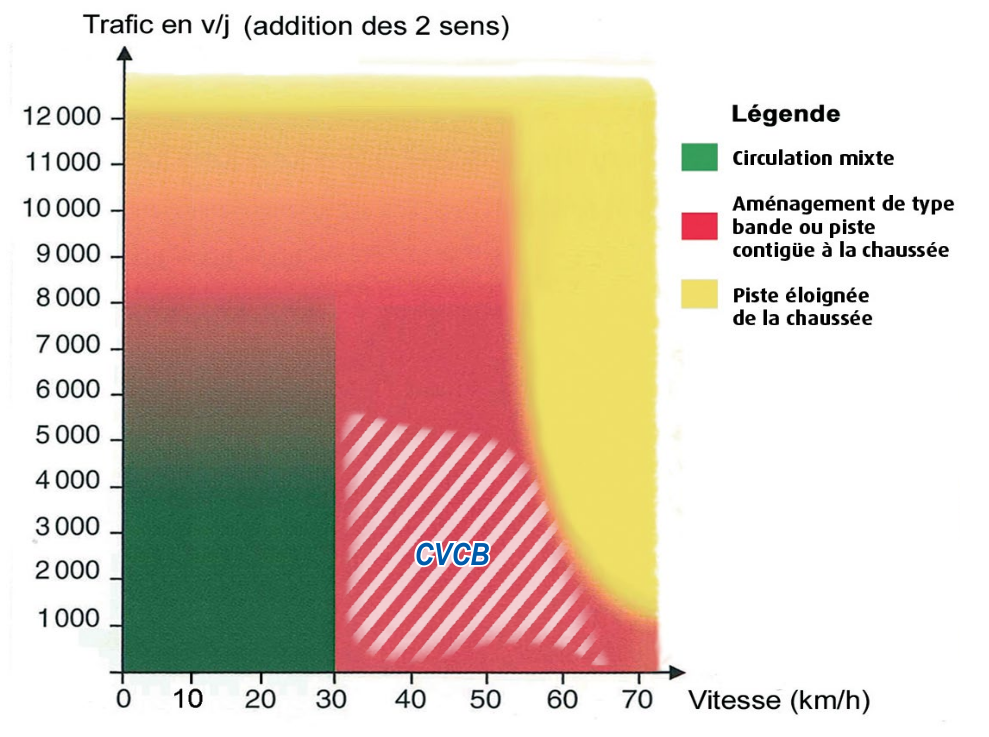 Trafic en v/j (addition des 2 sens)
12 000
11000
10 000
9 000
8 000
7 000
6 000
5 000
4 000
3 000
2 000
1 000
0 10 20 30 40 50 60 70 Vitesse (km/h)
CVCB
Légende
Circulation mixte
Aménagement de type
bande ou piste
contigüe à la chaussée
Piste éloignée
de la chaussée